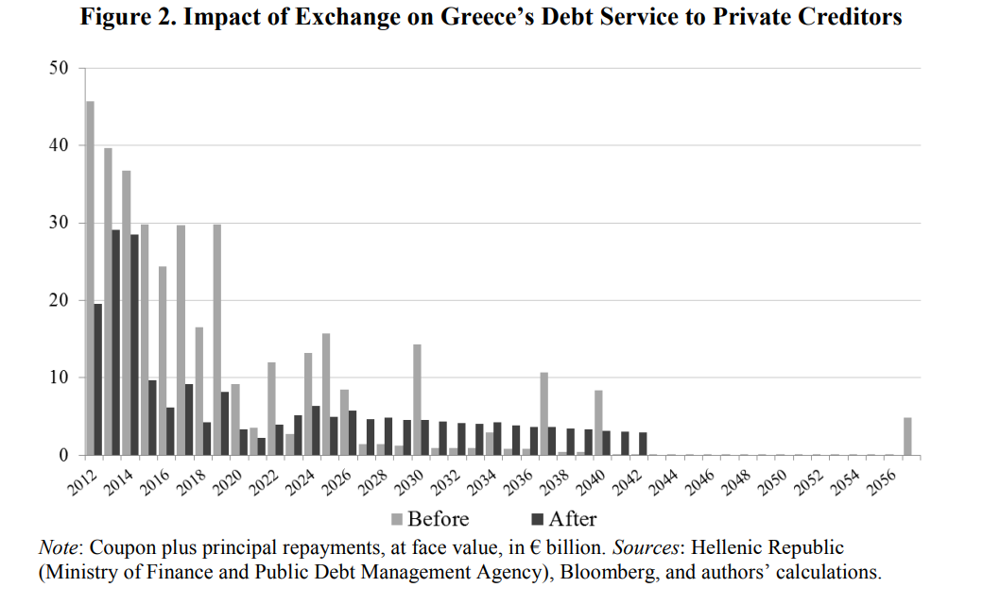 Figure 2. Impact of Exchange on Greece’s Debt Service to Private Creditors
50
40
30
20
10
0
2012 2014 2016 2018 2020 2022 2024 2026 2028 2030 2032 2034 2036 2038 2040 2042 2044 2046 2048 2050 2052 2054 2056
Before After
Note: Coupon plus principal repayments, at face value, in € billion. Sources: Hellenic Republic
(Ministry of Finance and Public Debt Management Agency), Bloomberg, and authors’ calculations.